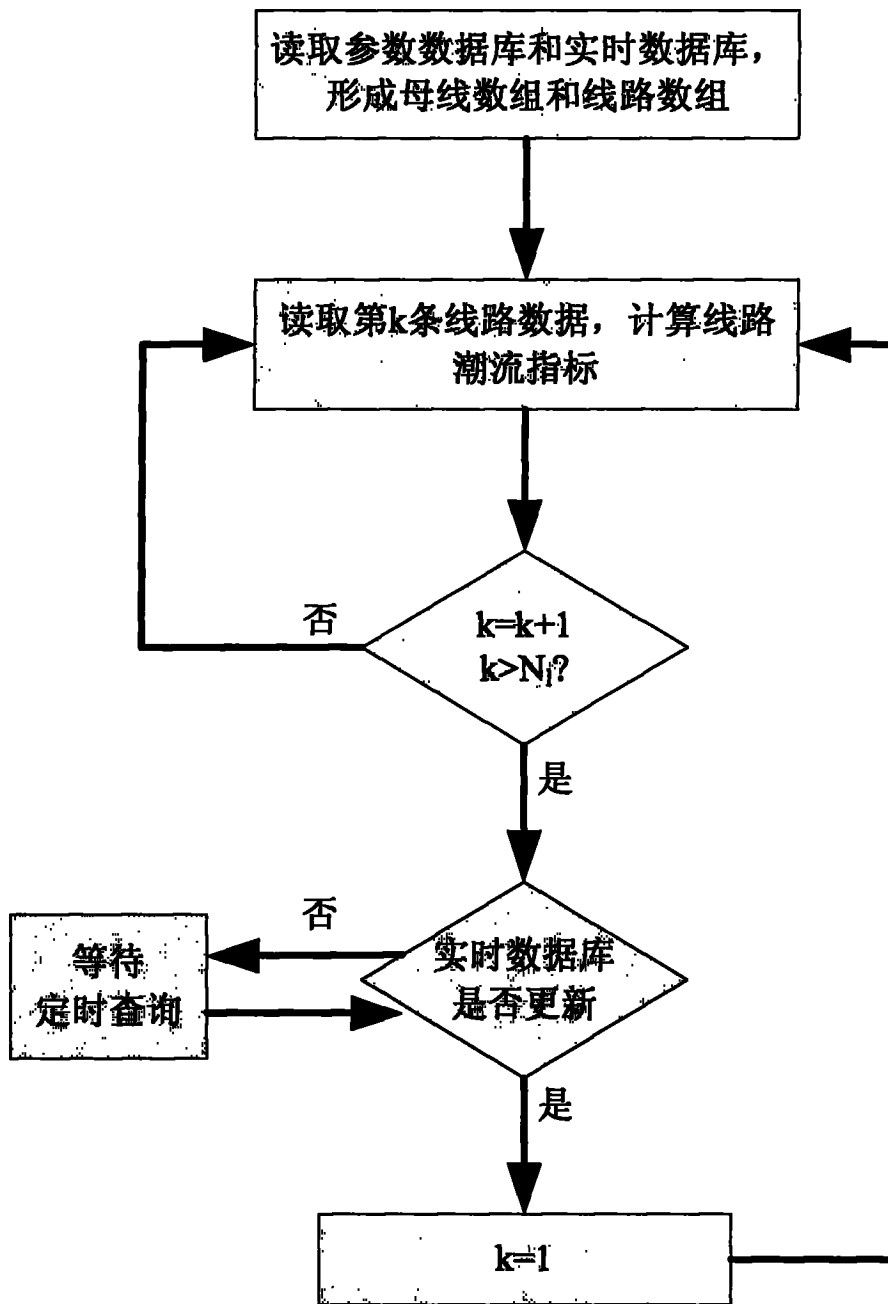 读取参数数据库和实时数据库，
形成母线数组和线路数组
读取第k条线路数据，计算线路
潮流指标
否
k=k+1
k>Nl?
是
否
等待
定时查询
实时数据库
是否更新
是
k=1